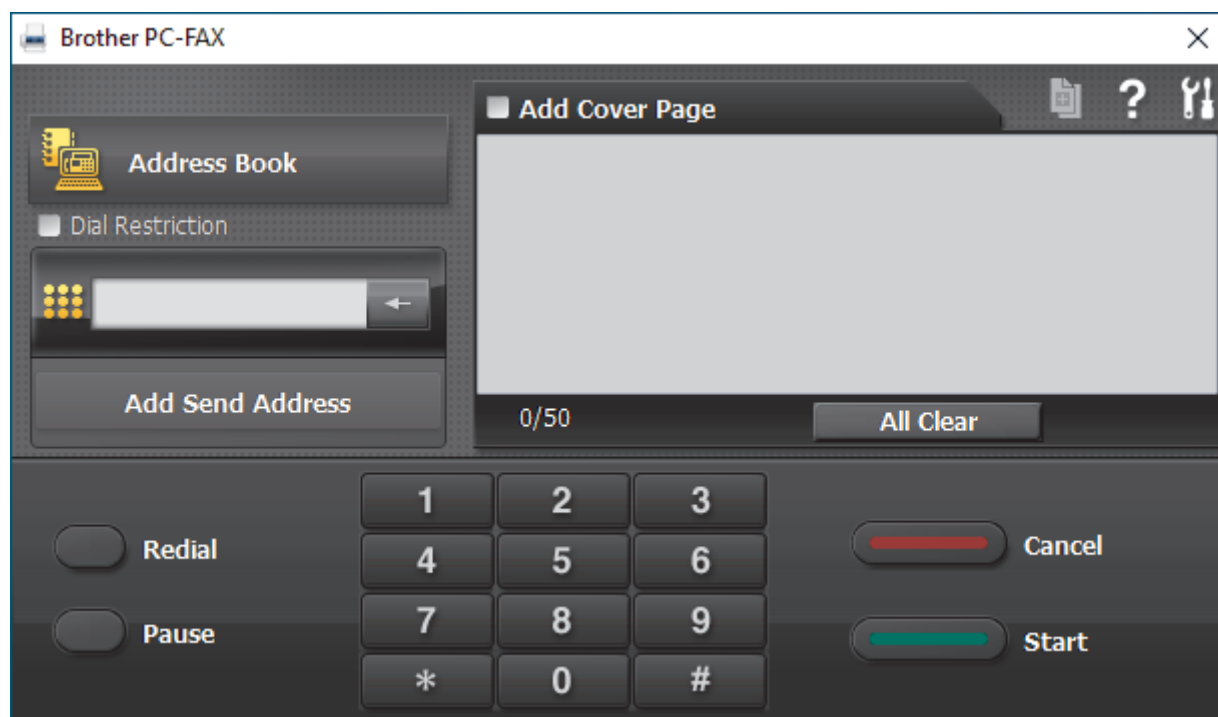 Brother PC-FAX
Add Cover Page
?
Address Book
Dial Restriction
Add Send Address
0/50
All Clear
1 2 3
Redial
4 5 6
Cancel
Pause
7 8 9
Start
* 0 #